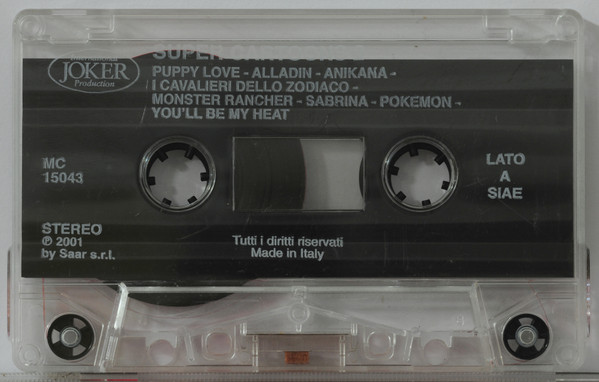 JOKER
Production
PUPPY LOVE - ALLADIN - ANIKANA -
I CAVALIERI DELLO ZODIACO -
MONSTER RANCHER - SABRINA - POKEMON -
YOU'LL BE MY HEAT
MC
15043
LATO
A
SIAE
STEREO
℗ 2001
by Saar s.r.l.
Tutti i diritti riservati
Made in Italy